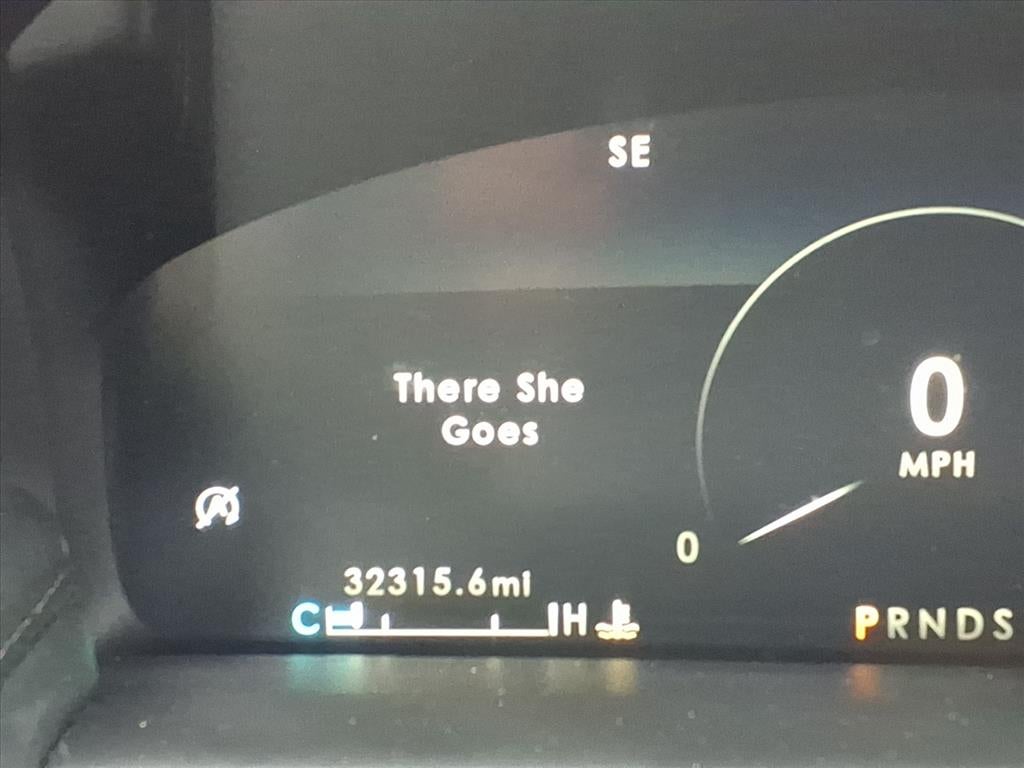 SE
There She
Goes
0
MPH
0
32315.6mi
C H
PRNDS